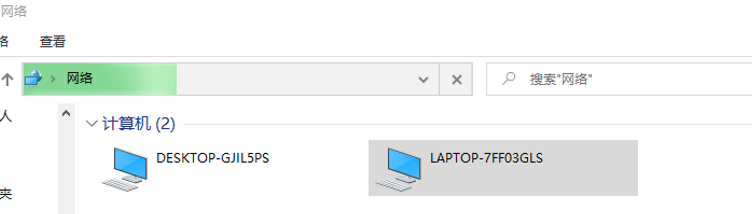 网络
络 查看
网络 搜索"网络"
人
计算机 (2)
DESKTOP-GJIL5PS LAPTOP-7FF03GLS
夹